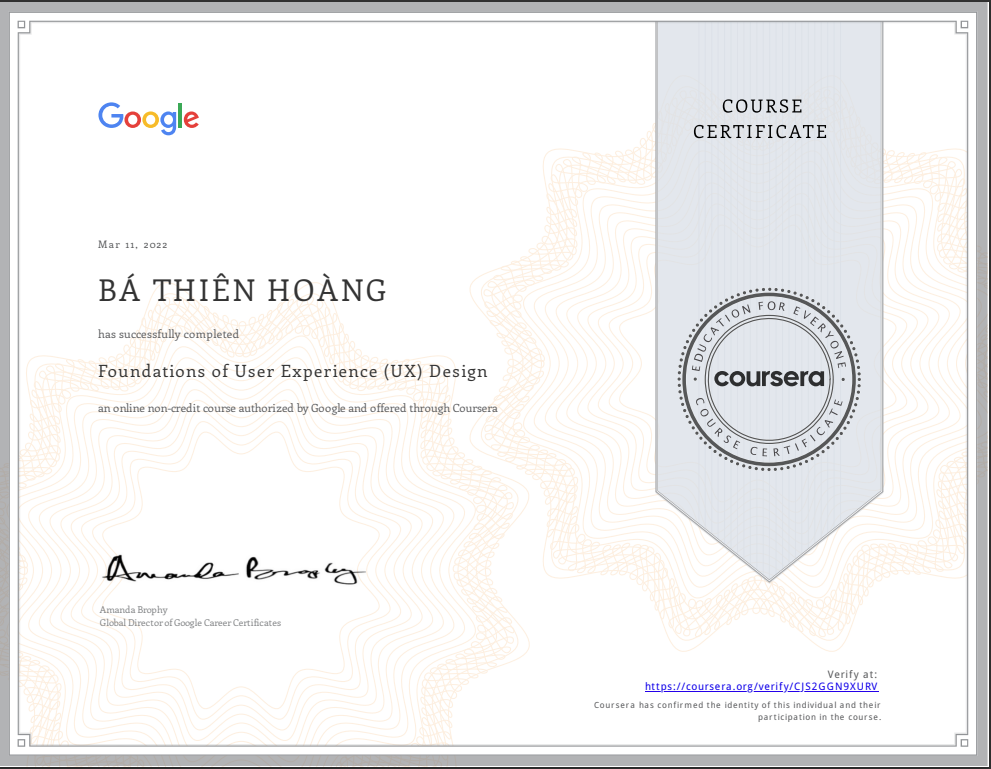 Google
COURSE
CERTIFICATE
Mar 11, 2022
BÁ THIÊN HOÀNG
has successfully completed
Foundations of User Experience (UX) Design
an online non-credit course authorized by Google and offered through Coursera
EDUCATION FOR EVERYONE
coursera
COURSE CERTIFICATE
Amanda Brophy
Amanda Brophy
Global Director of Google Career Certificates
Verify at:
https://coursera.org/verify/CJS2GGN9XURV
Coursera has confirmed the identity of this individual and their
participation in the course.